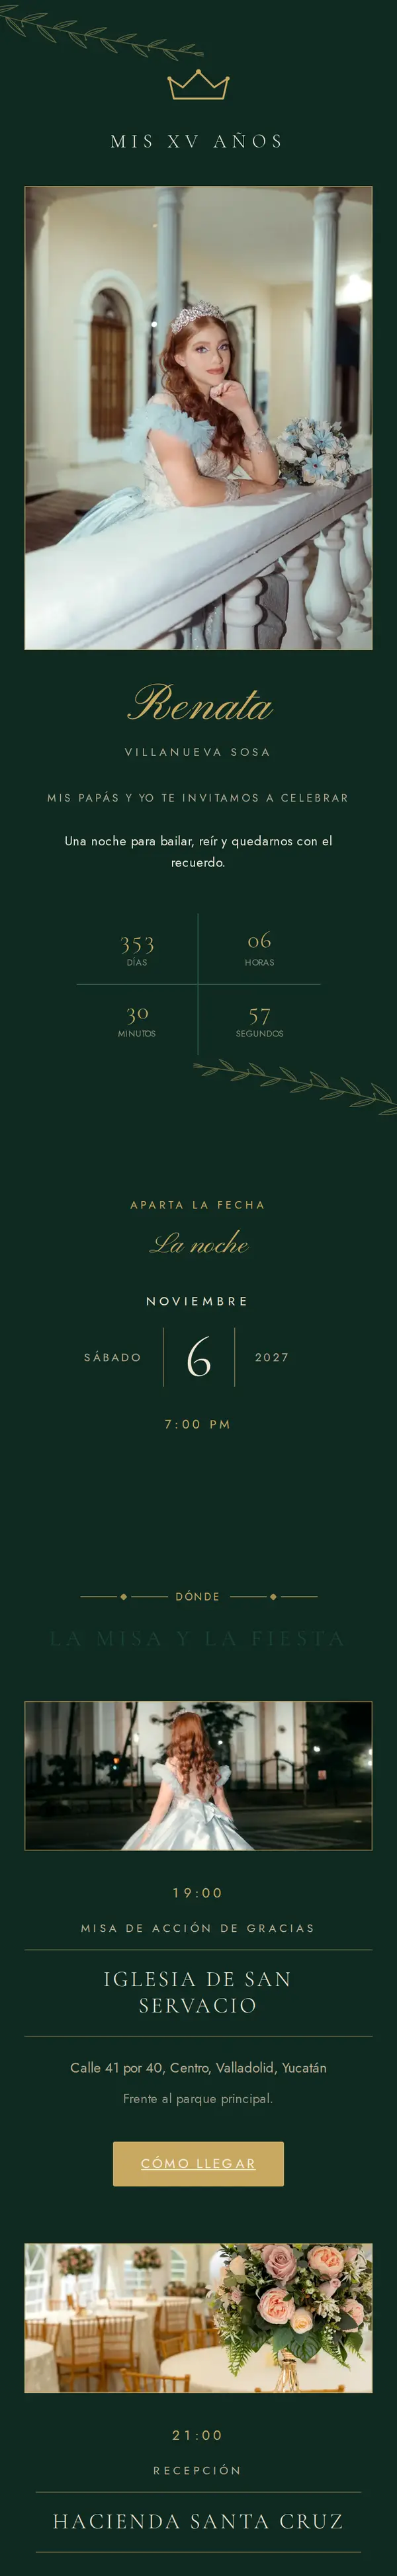 MIS XV AÑOS
Renata
VILLANUEVA SOSA
MIS PAPÁS Y YO TE INVITAMOS A CELEBRAR
Una noche para bailar, reír y quedarnos con el
recuerdo.
353
DÍAS
06
HORAS
30
MINUTOS
57
SEGUNDOS
APARTA LA FECHA
La noche
NOVIEMBRE
SÁBADO
6
2027
7:00 PM
DÓNDE
LA MISA Y LA FIESTA
19:00
MISA DE ACCIÓN DE GRACIAS
IGLESIA DE SAN
SERVACIO
Calle 41 por 40, Centro, Valladolid, Yucatán
Frente al parque principal.
CÓMO LLEGAR
21:00
RECEPCIÓN
HACIENDA SANTA CRUZ